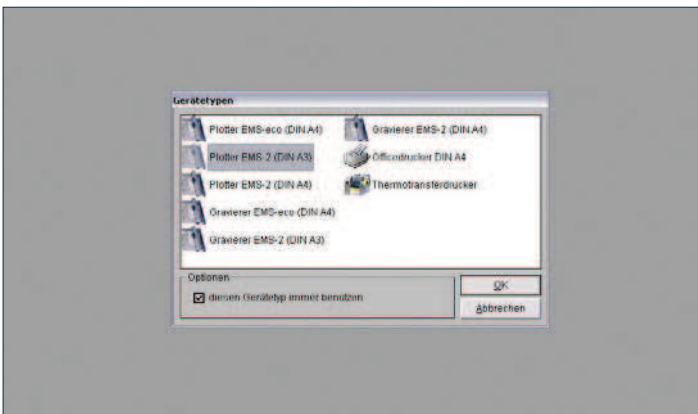 Gerätetypen
Plotter EMS-eco (DIN A4)
Plotter EMS-2 (DIN A3)
Plotter EMS-2 (DIN A4)
Gravierer EMS-eco (DIN A4)
Gravierer EMS-2 (DIN A3)
Gravierer EMS-2 (DIN A4)
Officedrucker DIN A4
Thermotransferdrucker
Optionen
diesen Gerätetyp immer benutzen
OK
Abbrechen